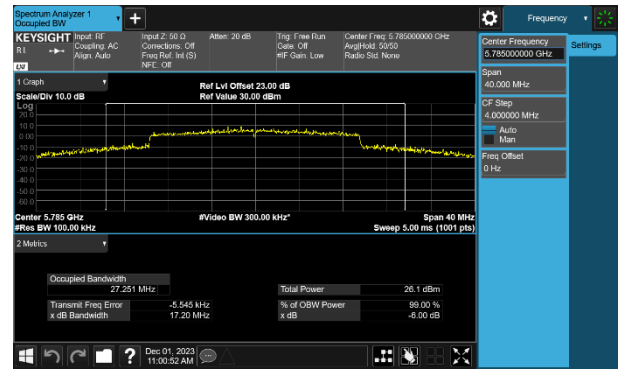 Spectrum Analyzer 1
Occupied BW
KEYSIGHT
Input: RF
Coupling: AC
Align: Auto
Input Z: 50 Ω
Corrections: Off
Freq Ref: Int (S)
NFE: Off
Atten: 20 dB
Trig: Free Run
Gate: Off
#IF Gain: Low
Center Freq: 5.785000000 GHz
Avg|Hold: 50/50
Radio Std: None
1 Graph
Scale/Div 10.0 dB
Ref Lvl Offset 23.00 dB
Ref Value 30.00 dBm
Log
20.0
10.0
0.00
-10.0
-20.0
-30.0
-40.0
-50.0
-60.0
Center 5.785 GHz
#Video BW 300.00 kHz*
Span 40 MHz
#Res BW 100.00 kHz
Sweep 5.00 ms (1001 pts)
2 Metrics
Occupied Bandwidth
27.251 MHz
Total Power 26.1 dBm
Transmit Freq Error -5.545 kHz
% of OBW Power 99.00 %
x dB Bandwidth 17.20 MHz
x dB -6.00 dB
?
Dec 01, 2023
11:00:52 AM
Frequency
Settings
Center Frequency
5.785000000 GHz
Span
40.000 MHz
CF Step
4.000000 MHz
Auto
Man
Freq Offset
0 Hz